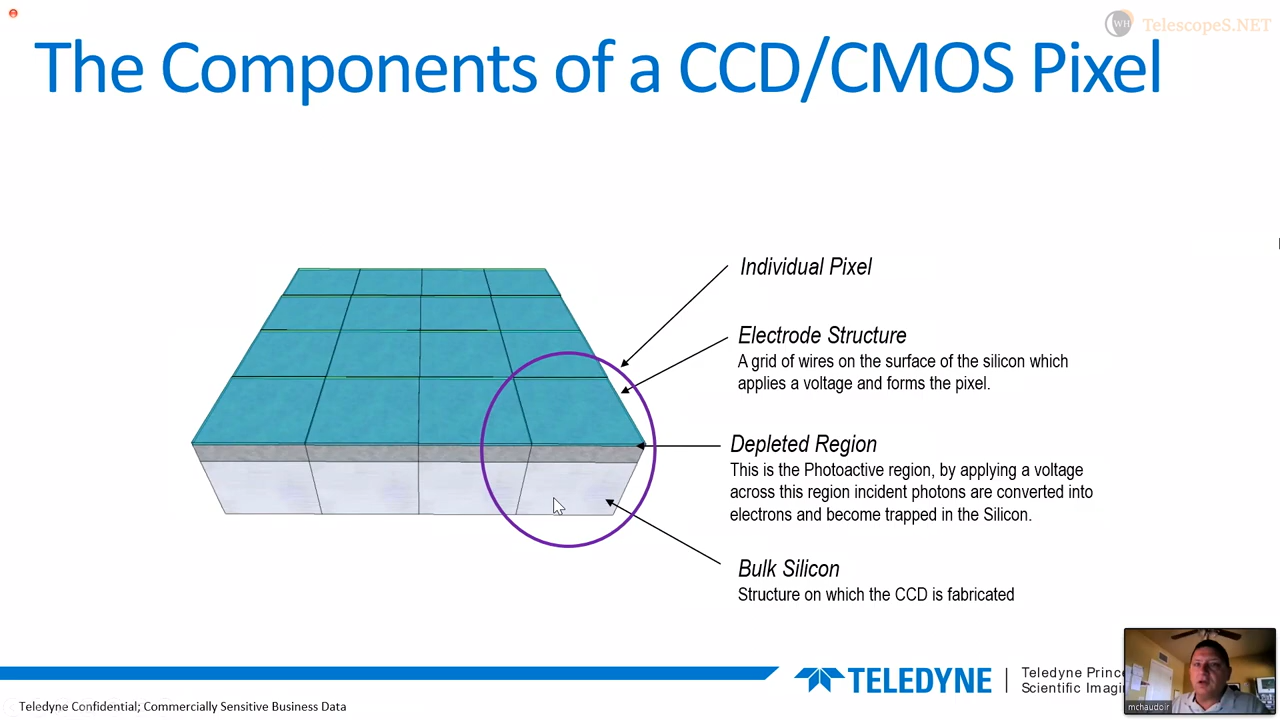 WH TelescopeS.NET
The Components of a CCD/CMOS Pixel
Individual Pixel
Electrode Structure
A grid of wires on the surface of the silicon which
applies a voltage and forms the pixel.
Depleted Region
This is the Photoactive region, by applying a voltage
across this region incident photons are converted into
electrons and become trapped in the Silicon.
Bulk Silicon
Structure on which the CCD is fabricated
TELEDYNE
Teledyne Princ
Scientific Imagi
mchaudoir
Teledyne Confidential; Commercially Sensitive Business Data